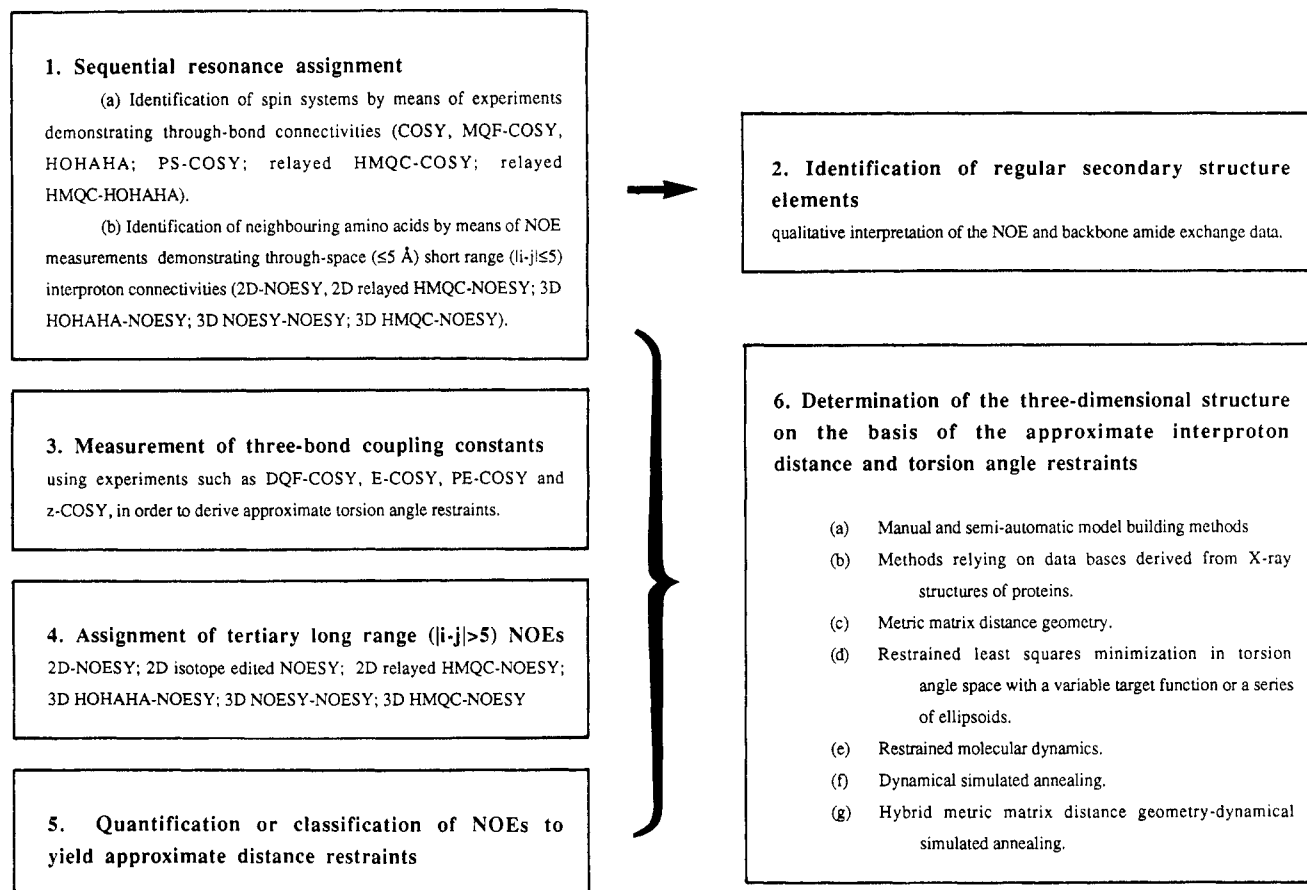 1. Sequential resonance assignment
(a) Identification of spin systems by means of experiments
demonstrating through-bond connectivities (COSY, MQF-COSY,
HOHAHA; PS-COSY; relayed HMQC-COSY; relayed
HMQC-HOHAHA).
(b) Identification of neighbouring amino acids by means of NOE
measurements demonstrating through-space (≤5 Å) short range (|i-j|≤5)
interproton connectivities (2D-NOESY, 2D relayed HMQC-NOESY; 3D
HOHAHA-NOESY; 3D NOESY-NOESY; 3D HMQC-NOESY).
2. Identification of regular secondary structure
elements
qualitative interpretation of the NOE and backbone amide exchange data.
3. Measurement of three-bond coupling constants
using experiments such as DQF-COSY, E-COSY, PE-COSY and
z-COSY, in order to derive approximate torsion angle restraints.
4. Assignment of tertiary long range (|i-j|>5) NOEs
2D-NOESY; 2D isotope edited NOESY; 2D relayed HMQC-NOESY;
3D HOHAHA-NOESY; 3D NOESY-NOESY; 3D HMQC-NOESY
5. Quantification or classification of NOEs to
yield approximate distance restraints
6. Determination of the three-dimensional structure
on the basis of the approximate interproton
distance and torsion angle restraints
(a) Manual and semi-automatic model building methods
(b) Methods relying on data bases derived from X-ray
structures of proteins.
(c) Metric matrix distance geometry.
(d) Restrained least squares minimization in torsion
angle space with a variable target function or a series
of ellipsoids.
(e) Restrained molecular dynamics.
(f) Dynamical simulated annealing.
(g) Hybrid metric matrix distance geometry-dynamical
simulated annealing.